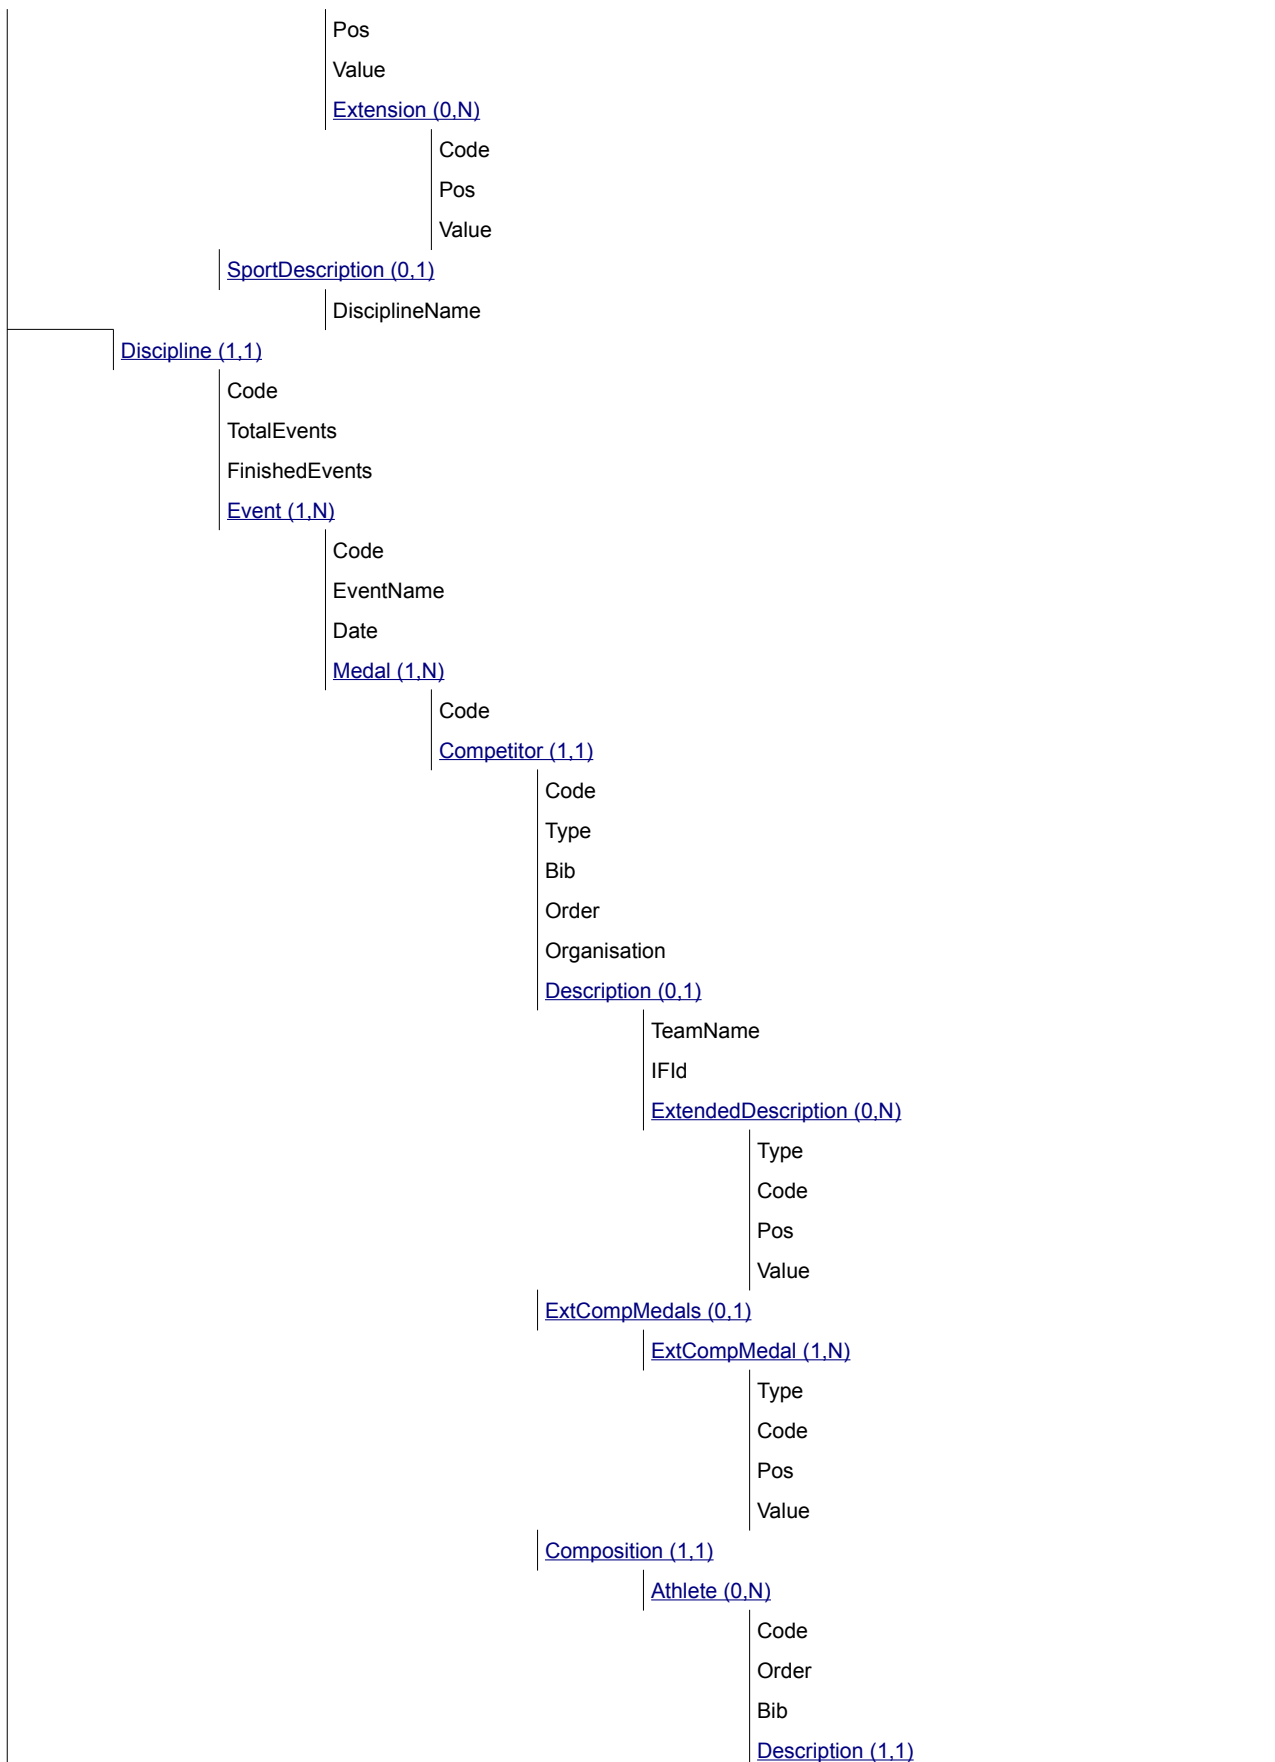 Pos
Value
Extension (0,N)
Code
Pos
Value
SportDescription (0,1)
DisciplineName
Discipline (1,1)
Code
TotalEvents
FinishedEvents
Event (1,N)
Code
EventName
Date
Medal (1,N)
Code
Competitor (1,1)
Code
Type
Bib
Order
Organisation
Description (0,1)
TeamName
IFId
ExtendedDescription (0,N)
Type
Code
Pos
Value
ExtCompMedals (0,1)
ExtCompMedal (1,N)
Type
Code
Pos
Value
Composition (1,1)
Athlete (0,N)
Code
Order
Bib
Description (1,1)